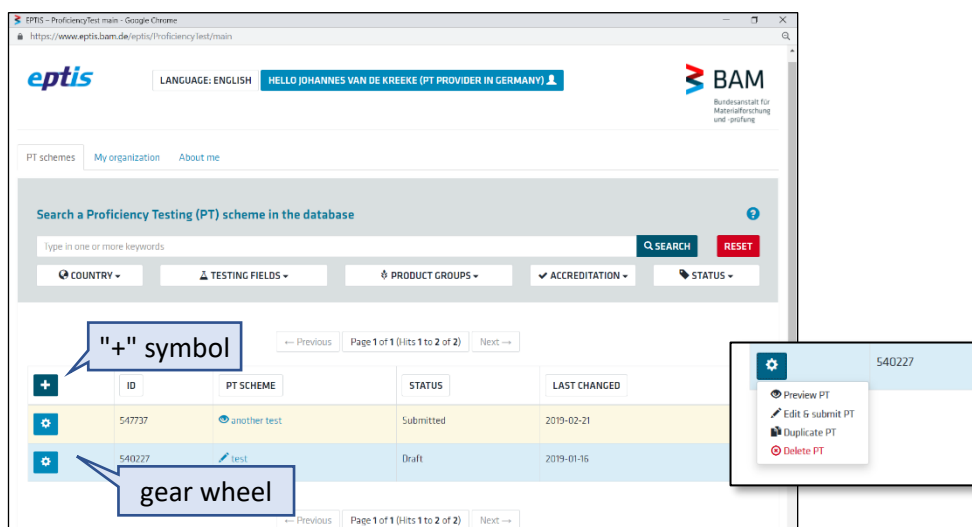 EPTIS – ProficiencyTest main - Google Chrome
https://www.eptis.bam.de/eptis/ProficiencyTest/main
eptis
LANGUAGE: ENGLISH
HELLO JOHANNES VAN DE KREEKE (PT PROVIDER IN GERMANY)
BAM
Bundesanstalt für
Materialforschung
und -prüfung
PT schemes My organization About me
Search a Proficiency Testing (PT) scheme in the database
?
Type in one or more keywords
SEARCH
RESET
COUNTRY
TESTING FIELDS
PRODUCT GROUPS
ACCREDITATION
STATUS
"+" symbol
← Previous Page 1 of 1 (Hits 1 to 2 of 2) Next →
+ ID PT SCHEME STATUS LAST CHANGED
547737 another test Submitted 2019-02-21
540227 test Draft 2019-01-16
gear wheel
← Previous Page 1 of 1 (Hits 1 to 2 of 2) Next →
540227
Preview PT
Edit & submit PT
Duplicate PT
Delete PT